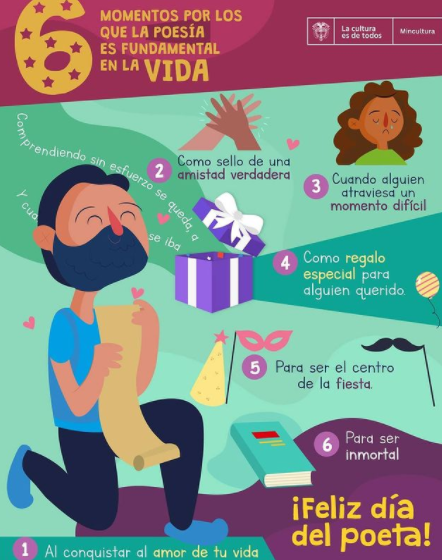 6
MOMENTOS POR LOS
QUE LA POESÍA
ES FUNDAMENTAL
EN LA VIDA
La cultura
es de todos
Mincultura
Comprendiendo sin esfuerzo se queda, a
Y cua
se iba
2 Como sello de una
amistad verdadera
3 Cuando alguien
atraviesa un
momento difícil
4 Como regalo
especial para
alguien querido.
5 Para ser el centro
de la fiesta.
6 Para ser
inmortal
1 Al conquistar al amor de tu vida
¡Feliz día
del poeta!